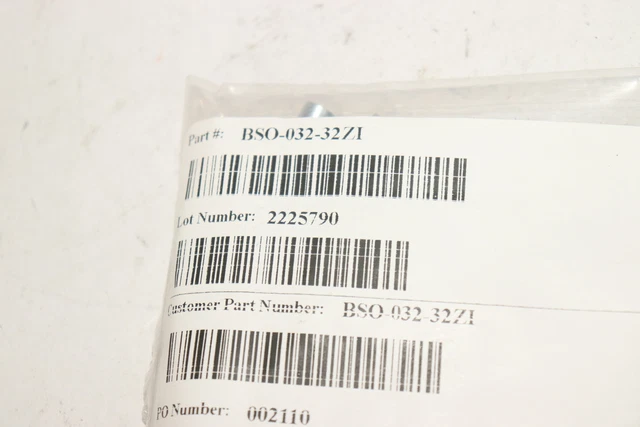 Part #: BSO-032-32ZI
Lot Number: 2225790
Customer Part Number: BSO-032-32ZI
PO Number: 002110